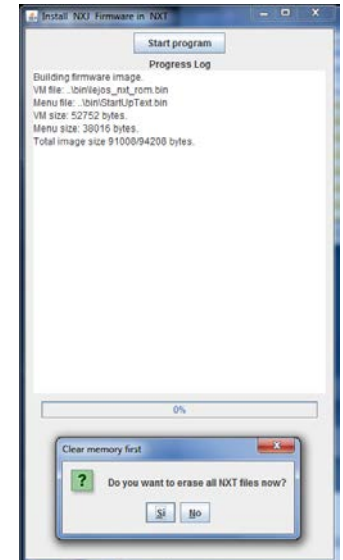 Install NXJ Firmware in NXT
Start program
Progress Log
Building firmware image.
VM file: ..\bin\lejos_nxt_rom.bin
Menu file: ..\bin\StartUpText.bin
VM size: 52752 bytes.
Menu size: 38016 bytes.
Total image size 91008/94208 bytes.
0%
Clear memory first
Do you want to erase all NXT files now?
Sí
No